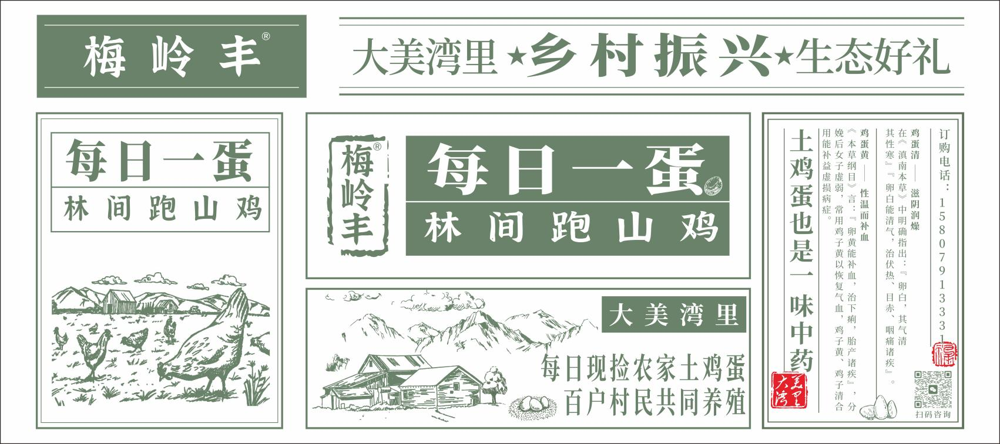 梅岭丰®
大美湾里★乡村振兴★生态好礼
每日一蛋
林间跑山鸡
梅岭丰®
每日一蛋
林间跑山鸡
大美湾里
每日现捡农家土鸡蛋
百户村民共同养殖
订购电话：15807913331
鸡蛋清——滋阴润燥
在《滇南本草》中明确指出：『卵白，其气清
其性寒』『卵白能清气，治伏热、目赤、咽痛诸疾』。
鸡蛋黄——性温而补血
《本草纲目》言：『卵黄能补血，治下痢，胎产诸疾』，分
娩后女子虚弱，常用鸡子黄以恢复气血，鸡子黄、鸡子清合
用能补益虚损病症。
土鸡蛋也是一味中药
大美湾里
福
扫码咨询